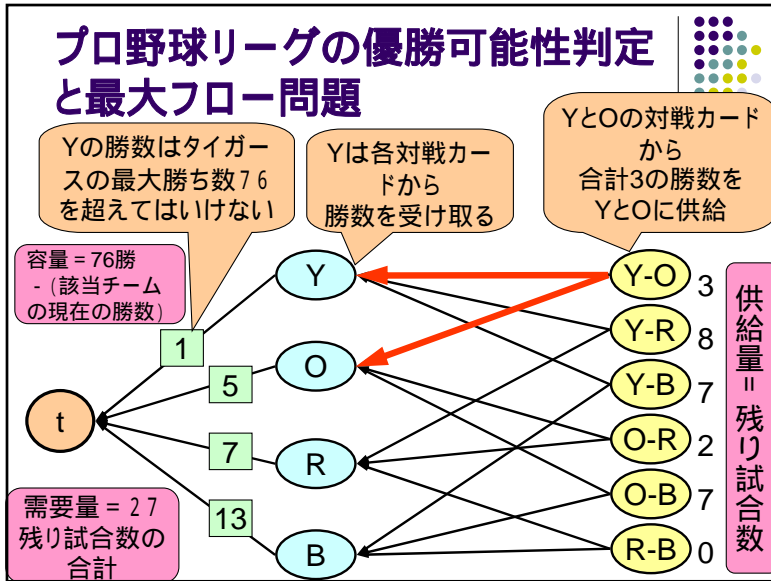 プロ野球リーグの優勝可能性判定
と最大フロー問題
Yの勝数はタイガー
スの最大勝ち数76
を超えてはいけない
Yは各対戦カー
ドから
勝数を受け取る
YとOの対戦カード
から
合計3の勝数を
YとOに供給
容量=76勝
-(該当チーム
の現在の勝数)
1
5
7
13
t
Y
O
R
B
Y-O 3
Y-R 8
Y-B 7
O-R 2
O-B 7
R-B 0
供給量=残り試合数
需要量=27
残り試合数の
合計